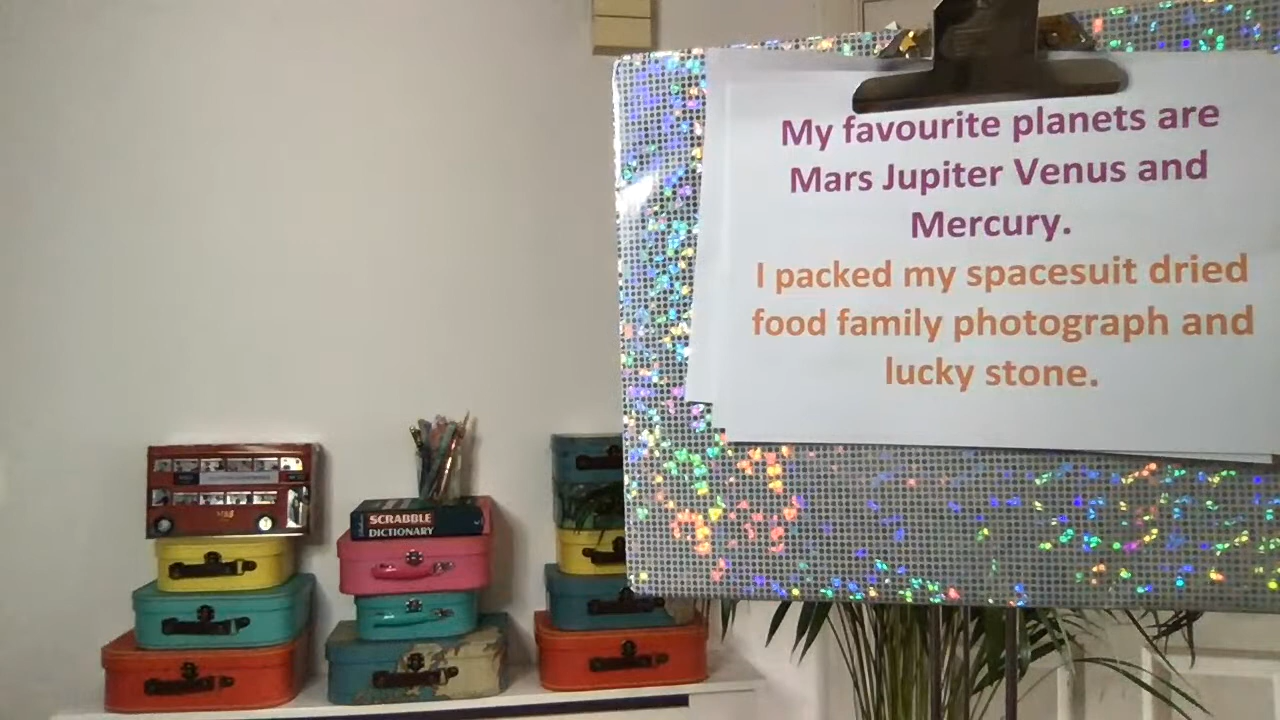 My favourite planets are
Mars Jupiter Venus and
Mercury.
I packed my spacesuit dried
food family photograph and
lucky stone.
SCRABBLE
DICTIONARY